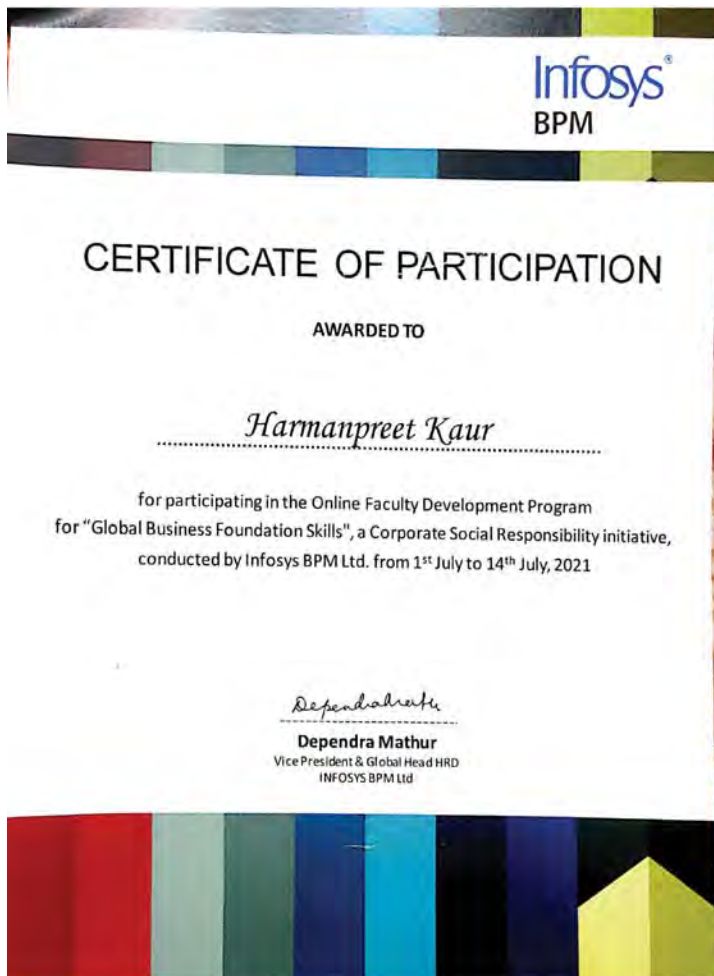 Infosys®
BPM
CERTIFICATE OF PARTICIPATION
AWARDED TO
Harmanpreet Kaur
for participating in the Online Faculty Development Program
for “Global Business Foundation Skills", a Corporate Social Responsibility initiative,
conducted by Infosys BPM Ltd. from 1st July to 14th July, 2021
Dependra Mathur
Vice President & Global Head HRD
INFOSYS BPM Ltd